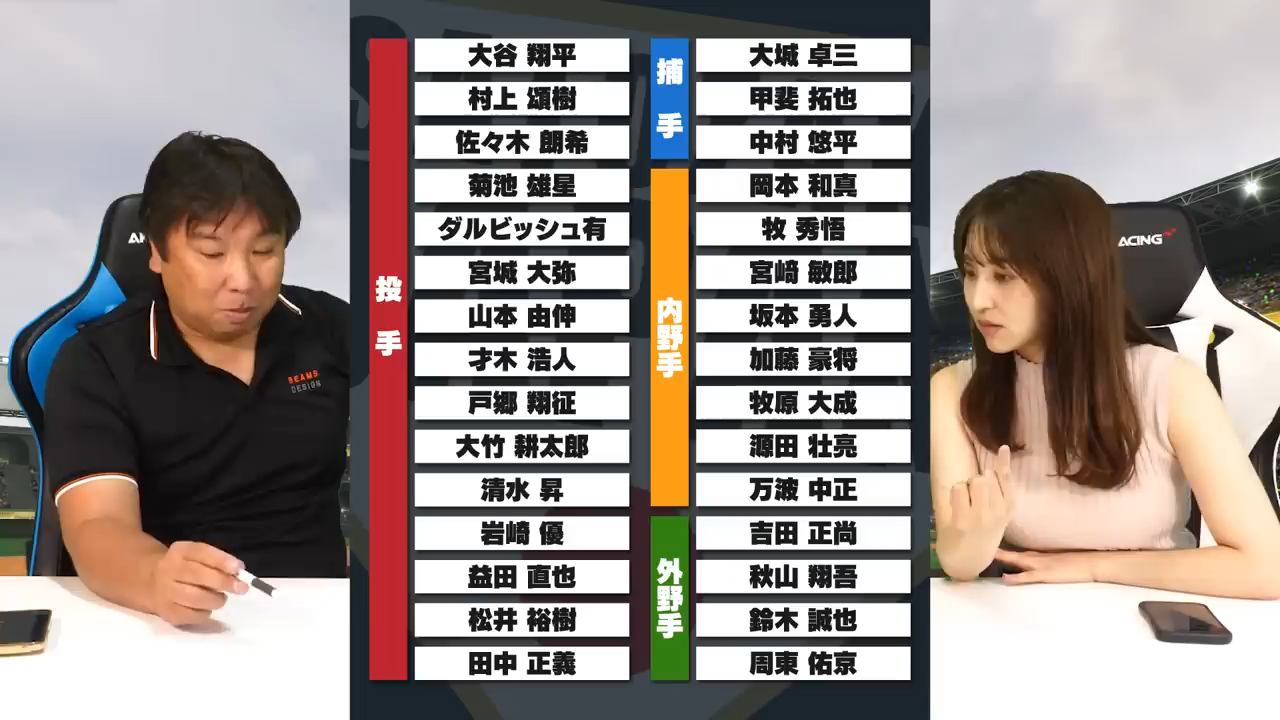 投手
大谷 翔平
村上 頌樹
佐々木 朗希
菊池 雄星
ダルビッシュ有
宮城 大弥
山本 由伸
才木 浩人
戸郷 翔征
大竹 耕太郎
清水 昇
岩崎 優
益田 直也
松井 裕樹
田中 正義
捕手
大城 卓三
甲斐 拓也
中村 悠平
内野手
岡本 和真
牧 秀悟
宮﨑 敏郎
坂本 勇人
加藤 豪将
牧原 大成
源田 壮亮
万波 中正
外野手
吉田 正尚
秋山 翔吾
鈴木 誠也
周東 佑京
BEAMS
DESIGN
ACING